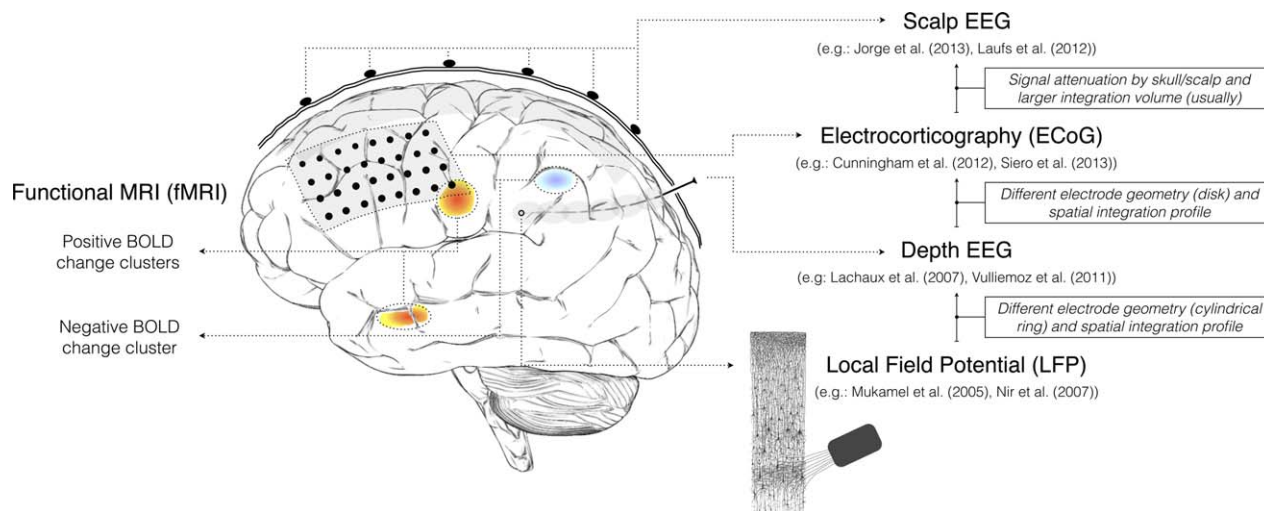 Scalp EEG
(e.g.: Jorge et al. (2013), Laufs et al. (2012))
Signal attenuation by skull/scalp and
larger integration volume (usually)
Electrocorticography (ECoG)
(e.g.: Cunningham et al. (2012), Siero et al. (2013))
Different electrode geometry (disk) and
spatial integration profile
Depth EEG
(e.g: Lachaux et al. (2007), Vulliemoz et al. (2011))
Different electrode geometry (cylindrical
ring) and spatial integration profile
Local Field Potential (LFP)
(e.g.: Mukamel et al. (2005), Nir et al. (2007))
Functional MRI (fMRI)
Positive BOLD
change clusters
Negative BOLD
change cluster